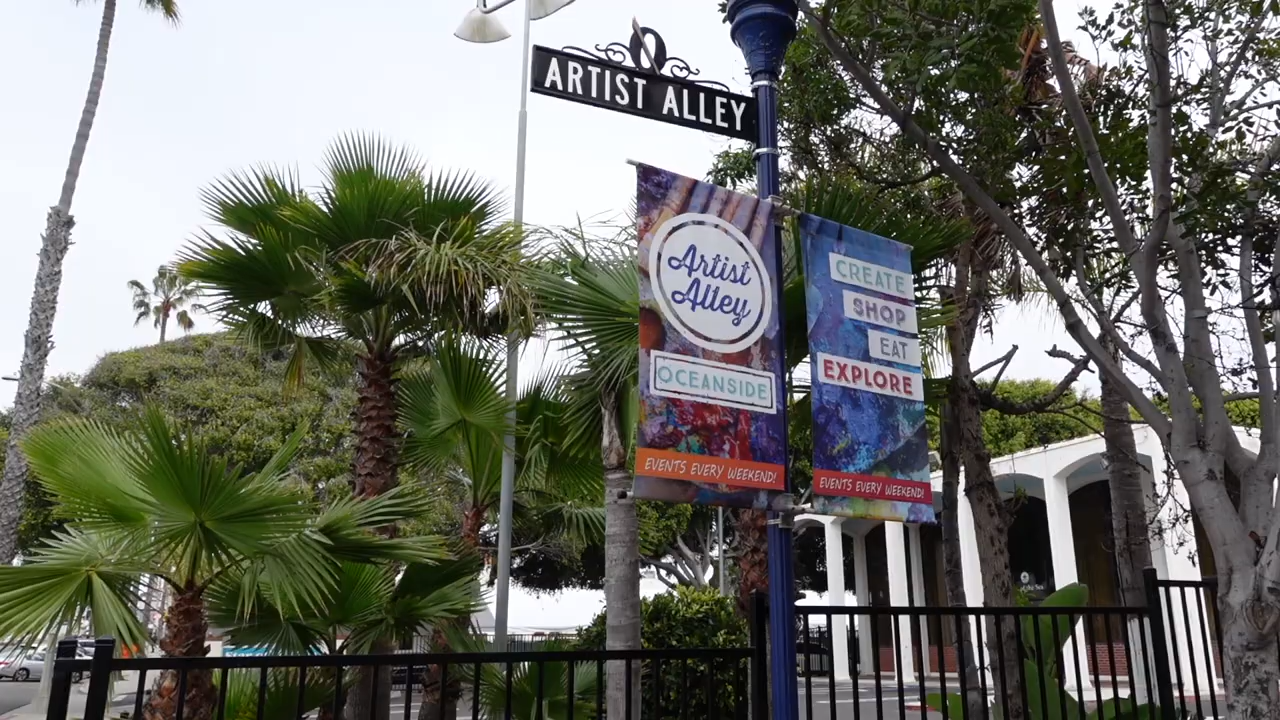 ARTIST ALLEY
Artist
Alley
OCEANSIDE
EVENTS EVERY WEEKEND!
CREATE
SHOP
EAT
EXPLORE
EVENTS EVERY WEEKEND!